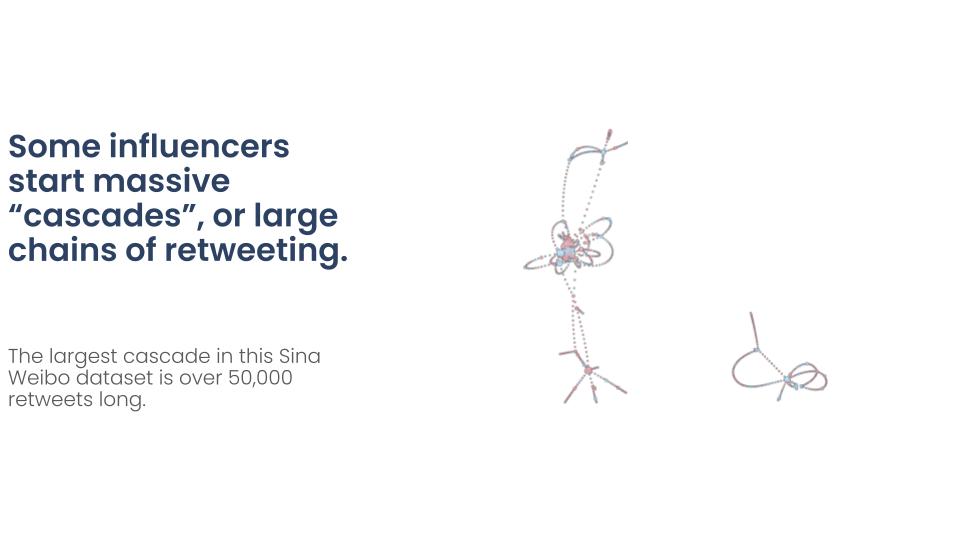 Some influencers
start massive
“cascades”, or large
chains of retweeting.
The largest cascade in this Sina
Weibo dataset is over 50,000
retweets long.